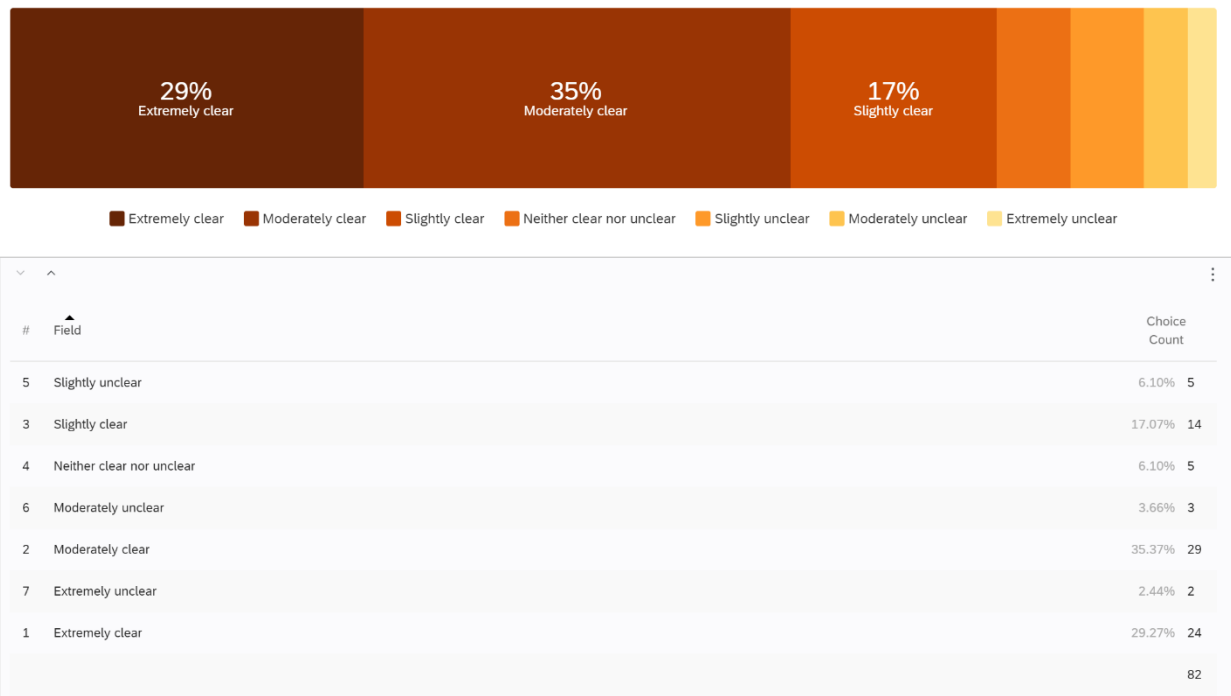 29%
Extremely clear
35%
Moderately clear
17%
Slightly clear
Extremely clear Moderately clear Slightly clear Neither clear nor unclear Slightly unclear Moderately unclear Extremely unclear
# Field Choice
Count
5 Slightly unclear 6.10% 5
3 Slightly clear 17.07% 14
4 Neither clear nor unclear 6.10% 5
6 Moderately unclear 3.66% 3
2 Moderately clear 35.37% 29
7 Extremely unclear 2.44% 2
1 Extremely clear 29.27% 24
82